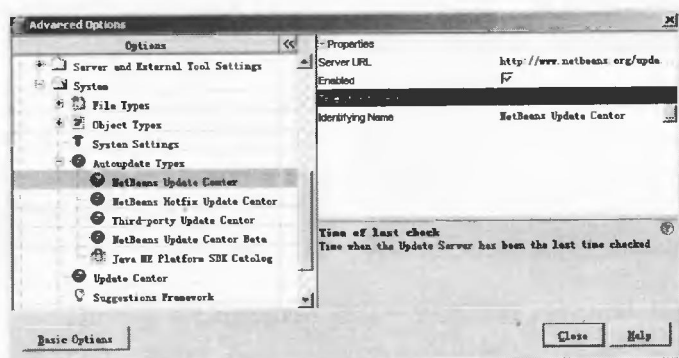 Advanced Options
Options
<<
Server and External Tool Settings
System
File Types
Object Types
System Settings
Autoupdate Types
NetBeans Update Center
NetBeans Hotfix Update Center
Third-party Update Center
NetBeans Update Center Beta
Java ME Platform SDK Catolog
Update Center
Suggestions Framework
Properties
Server URL http://www.netbeans.org/upda
Enabled
Identifying Name NetBeans Update Center
...
Time of last check
Time when the Update Server has been the last time checked
Basic Options
Close
Help